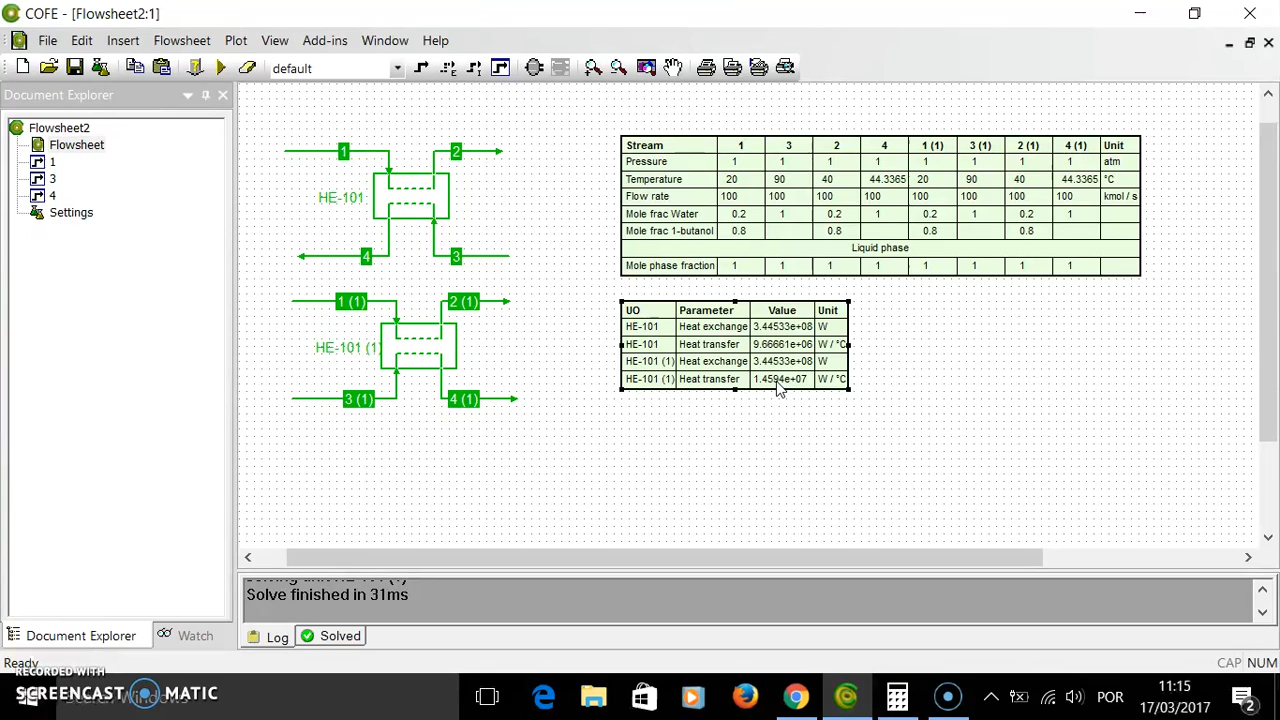 COFE - [Flowsheet2:1]
File Edit Insert Flowsheet Plot View Add-ins Window Help
default
Document Explorer
Flowsheet2
Flowsheet
1
3
4
Settings
1 2
HE-101
4 3
1 (1) 2 (1)
HE-101 (1)
3 (1) 4 (1)
Stream 1 3 2 4 1 (1) 3 (1) 2 (1) 4 (1) Unit
Pressure 1 1 1 1 1 1 1 1 atm
Temperature 20 90 40 44.3365 20 90 40 44.3365 °C
Flow rate 100 100 100 100 100 100 100 100 kmol / s
Mole frac Water 0.2 1 0.2 1 0.2 1 0.2 1
Mole frac 1-butanol 0.8 0.8 0.8 0.8
Liquid phase
Mole phase fraction 1 1 1 1 1 1 1 1
UO Parameter Value Unit
HE-101 Heat exchange 3.44533e+08 W
HE-101 Heat transfer 9.66661e+06 W / °C
HE-101 (1) Heat exchange 3.44533e+08 W
HE-101 (1) Heat transfer 1.4594e+07 W / °C
Solving unit HE-101 (1)
Solve finished in 31ms
Document Explorer Watch
Log Solved
Ready
CAP NUM
RECORDED WITH
SCREENCAST MATIC
POR
11:15
17/03/2017
2